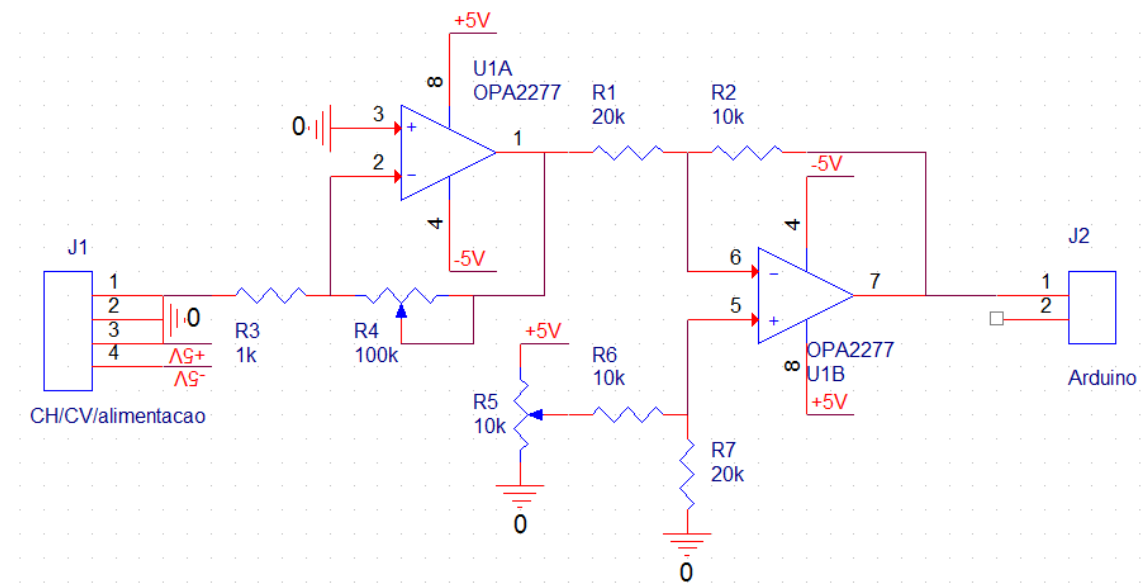 +5V
U1A
OPA2277
8
R1
20k
R2
10k
0
3
+
1
2
-
-5V
4
4
-5V
J1
J2
6
-
7
1
5
+
2
1
2
0
3
4
+5V
-5V
R3
1k
R4
100k
+5V
R6
10k
OPA2277
U1B
8
+5V
Arduino
R5
10k
CH/CV/alimentacao
R7
20k
0
0